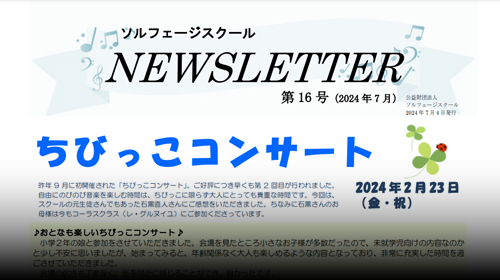 ソルフェージスクール
NEWSLETTER
第16号（2024年7月）
公益財団法人
ソルフェージスクール
2024年7月4日発行
ちびっこコンサート
2024年2月23日
（金・祝）
昨年9月に初開催された「ちびっこコンサート」。ご好評につき早くも第2回目が行われました。
自由にのびのび音楽を楽しむ時間は、ちびっこに限らず大人にとっても貴重な時間です。今回は、
スクールの元生徒さんでもあった石黒直人さんにご感想をいただきました。ちなみに石黒さんのお
母様は今もコーラスクラス（レ・グルヌイユ）にご参加くださっています。
♪おとなも楽しいちびっこコンサート♪
小学2年の娘と参加をさせていただきました。会場を見たところ小さなお子様が多数だったので、未就学児向けの内容なのか
と少し不安に思いましたが、始まってみると、年齢関係なく大人も楽しめるような内容となっており、非常に充実した時間を過
ごさせていただきました。